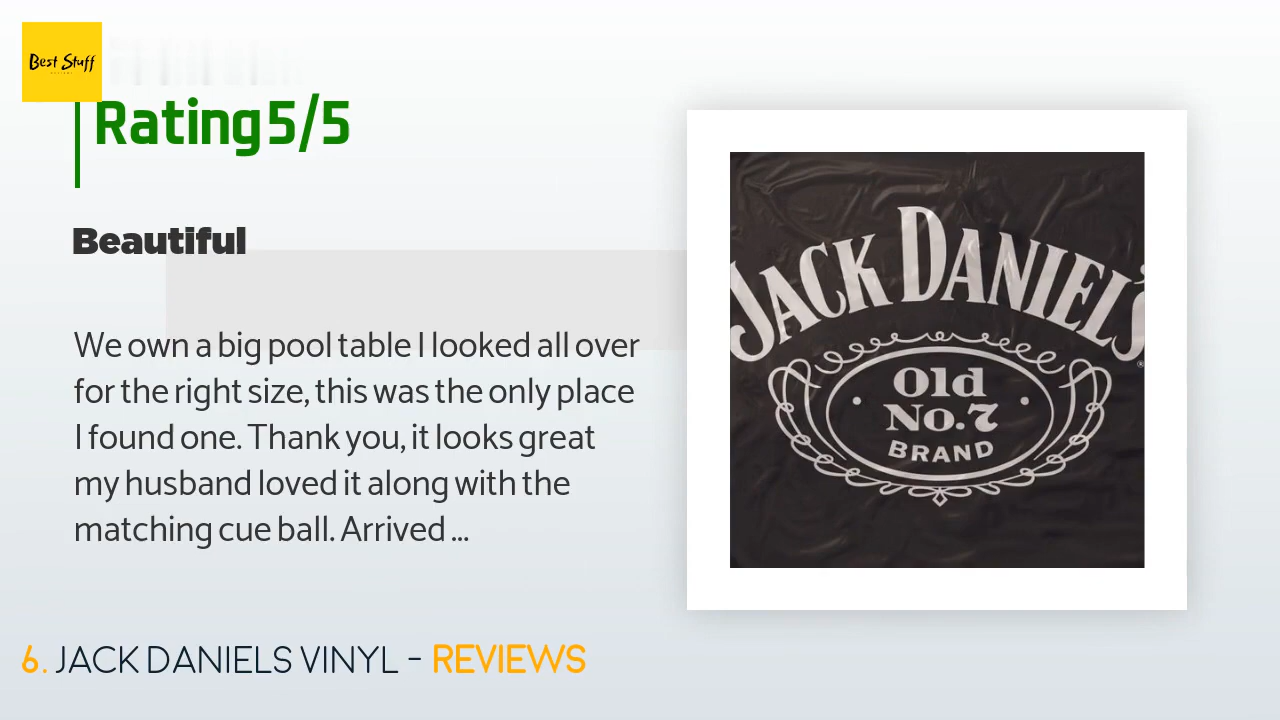 Best Stuff
Rating 5/5
Beautiful
We own a big pool table I looked all over
for the right size, this was the only place
I found one. Thank you, it looks great
my husband loved it along with the
matching cue ball. Arrived ...
JACK DANIEL'S
®
Old
No.7
BRAND
6. JACK DANIELS VINYL - REVIEWS